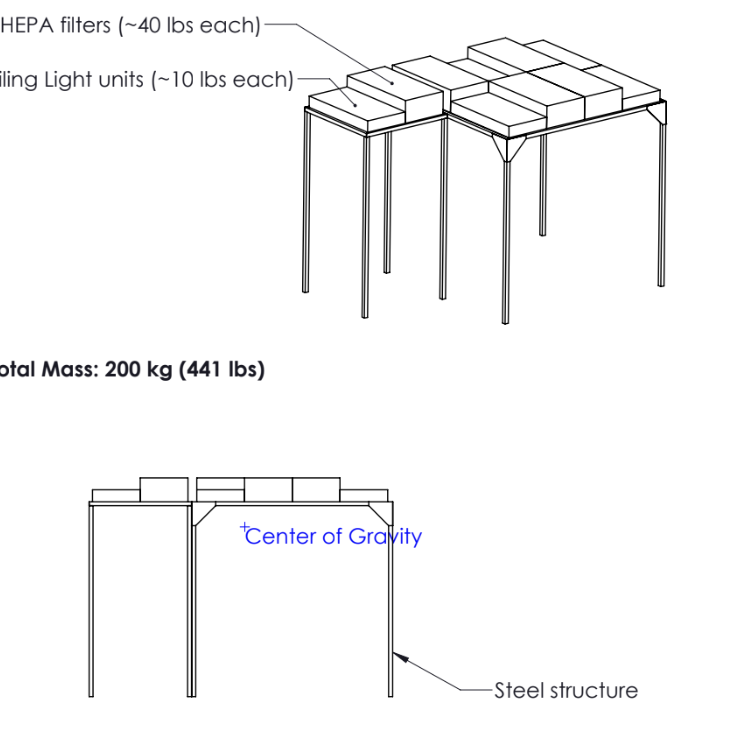 HEPA filters (~40 lbs each)
iling Light units (~10 lbs each)
otal Mass: 200 kg (441 lbs)
Center of Gravity
Steel structure